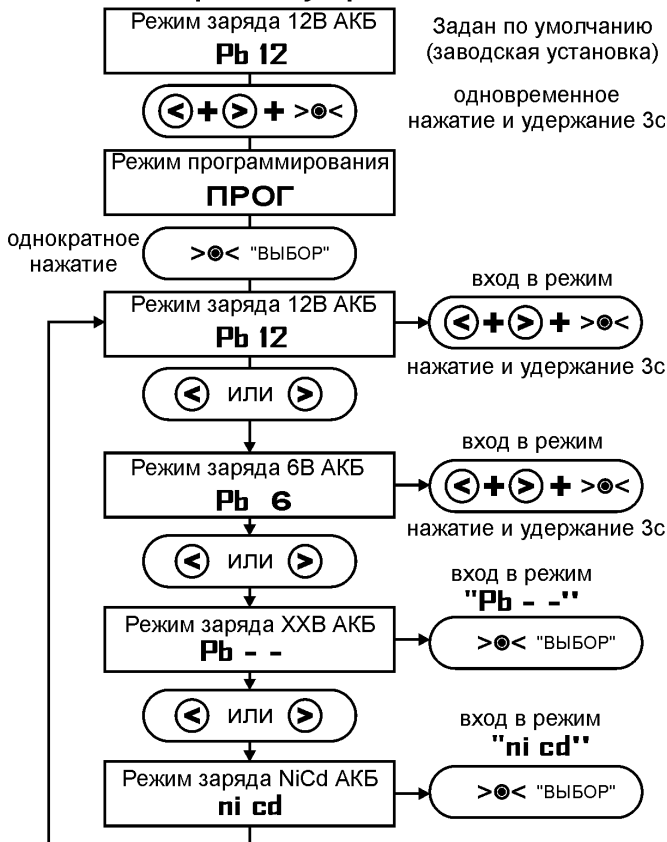 Режим заряда 12В АКБ
Pb 12
Задан по умолчанию
(заводская установка)
< + > + >◉<
одновременное
нажатие и удержание 3с
Режим программирования
ПРОГ
однократное
нажатие
>◉< "ВЫБОР"
Режим заряда 12В АКБ
Pb 12
вход в режим
< + > + >◉<
нажатие и удержание 3с
< или >
Режим заряда 6В АКБ
Pb 6
вход в режим
< + > + >◉<
нажатие и удержание 3с
< или >
Режим заряда ХХВ АКБ
Pb - -
вход в режим
"Pb - -"
>◉< "ВЫБОР"
< или >
Режим заряда NiCd АКБ
ni cd
вход в режим
"ni cd"
>◉< "ВЫБОР"